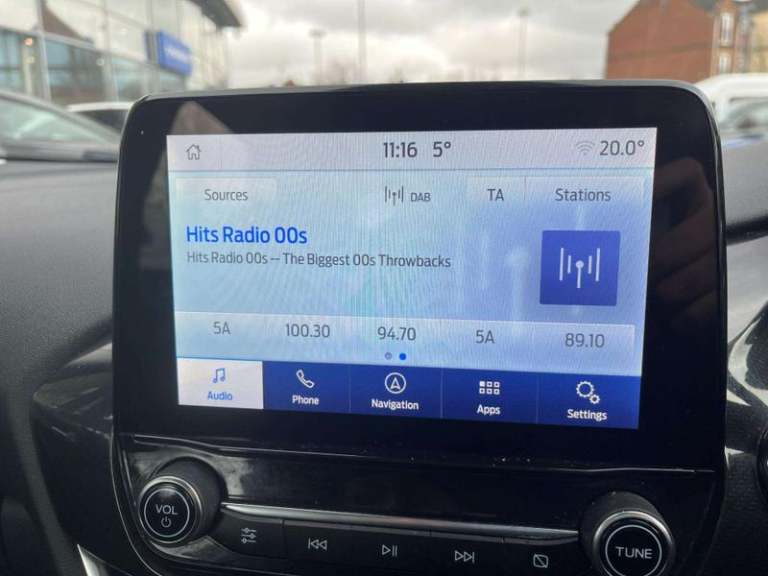 11:16 5° 20.0°
Sources DAB TA Stations
Hits Radio 00s
Hits Radio 00s — The Biggest 00s Throwbacks
5A 100.30 94.70 5A 89.10
Audio Phone Navigation Apps Settings
VOL TUNE